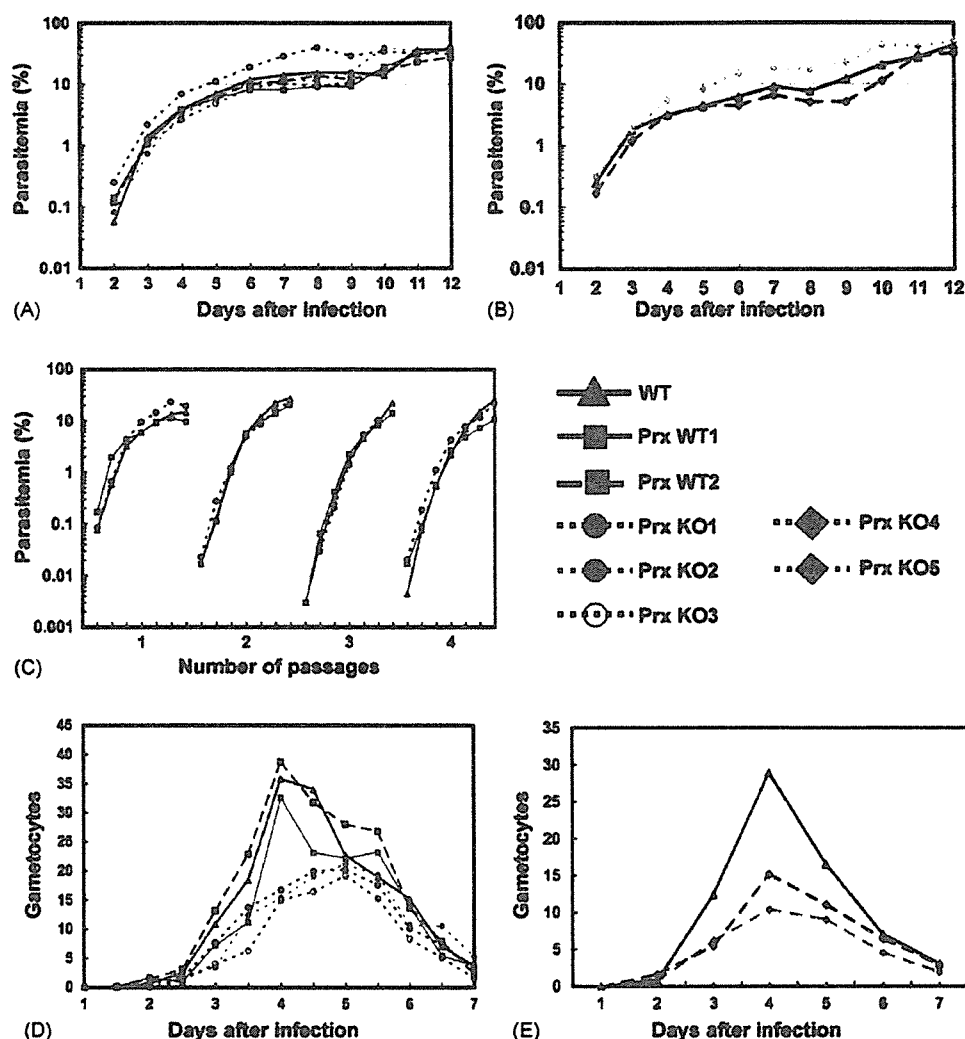 100
10
1
0.1
0.01
Parasitemia (%)
1 2 3 4 5 6 7 8 9 10 11 12
Days after infection
(A)
100
10
1
0.1
0.01
Parasitemia (%)
1 2 3 4 5 6 7 8 9 10 11 12
Days after infection
(B)
100
10
1
0.1
0.01
0.001
Parasitemia (%)
1 2 3 4
Number of passages
(C)
WT
Prx WT1
Prx WT2
Prx KO1
Prx KO2
Prx KO3
Prx KO4
Prx KO5
45
40
35
30
25
20
15
10
5
0
Gametocytes
1 2 3 4 5 6 7
Days after infection
(D)
35
30
25
20
15
10
5
0
Gametocytes
1 2 3 4 5 6 7
Days after infection
(E)